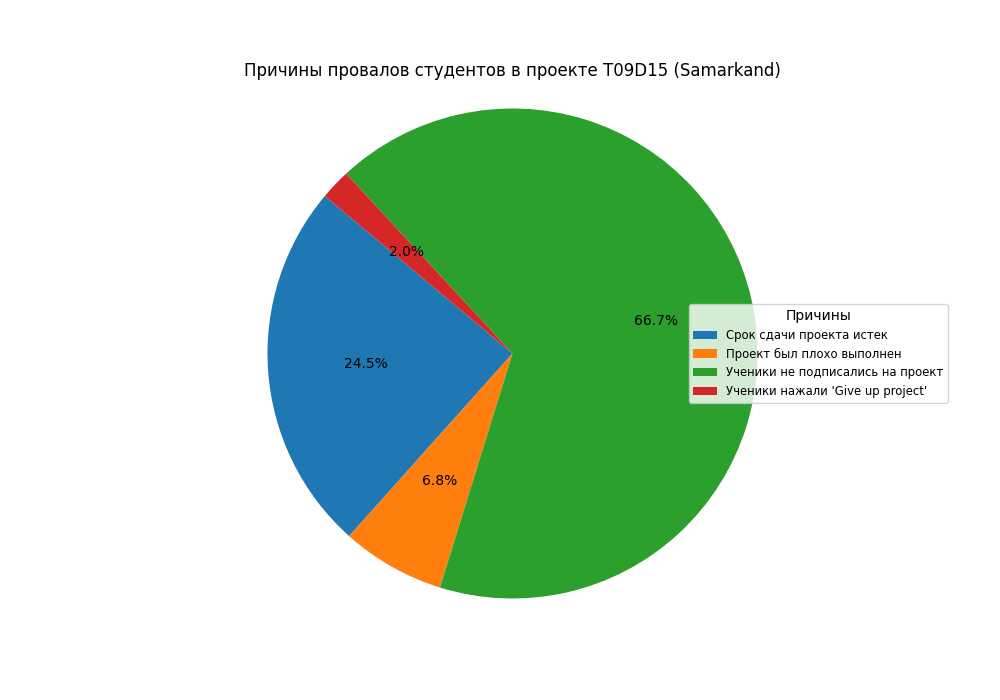 Причины провалов студентов в проекте T09D15 (Samarkand)
2.0%
66.7%
24.5%
6.8%
Причины
Срок сдачи проекта истек
Проект был плохо выполнен
Ученики не подписались на проект
Ученики нажали 'Give up project'